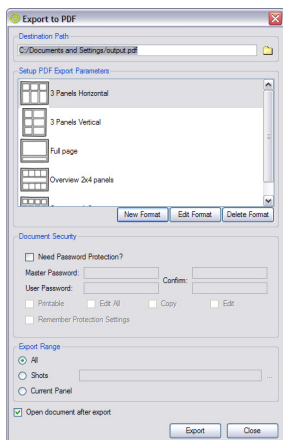 Export to PDF
Destination Path
C:/Documents and Settings/output.pdf
Setup PDF Export Parameters
3 Panels Horizontal
3 Panels Vertical
Full page
Overview 2x4 panels
New Format Edit Format Delete Format
Document Security
Need Password Protection?
Master Password:
Confirm:
User Password:
Printable Edit All Copy Edit
Remember Protection Settings
Export Range
All
Shots ...
Current Panel
Open document after export
Export Close